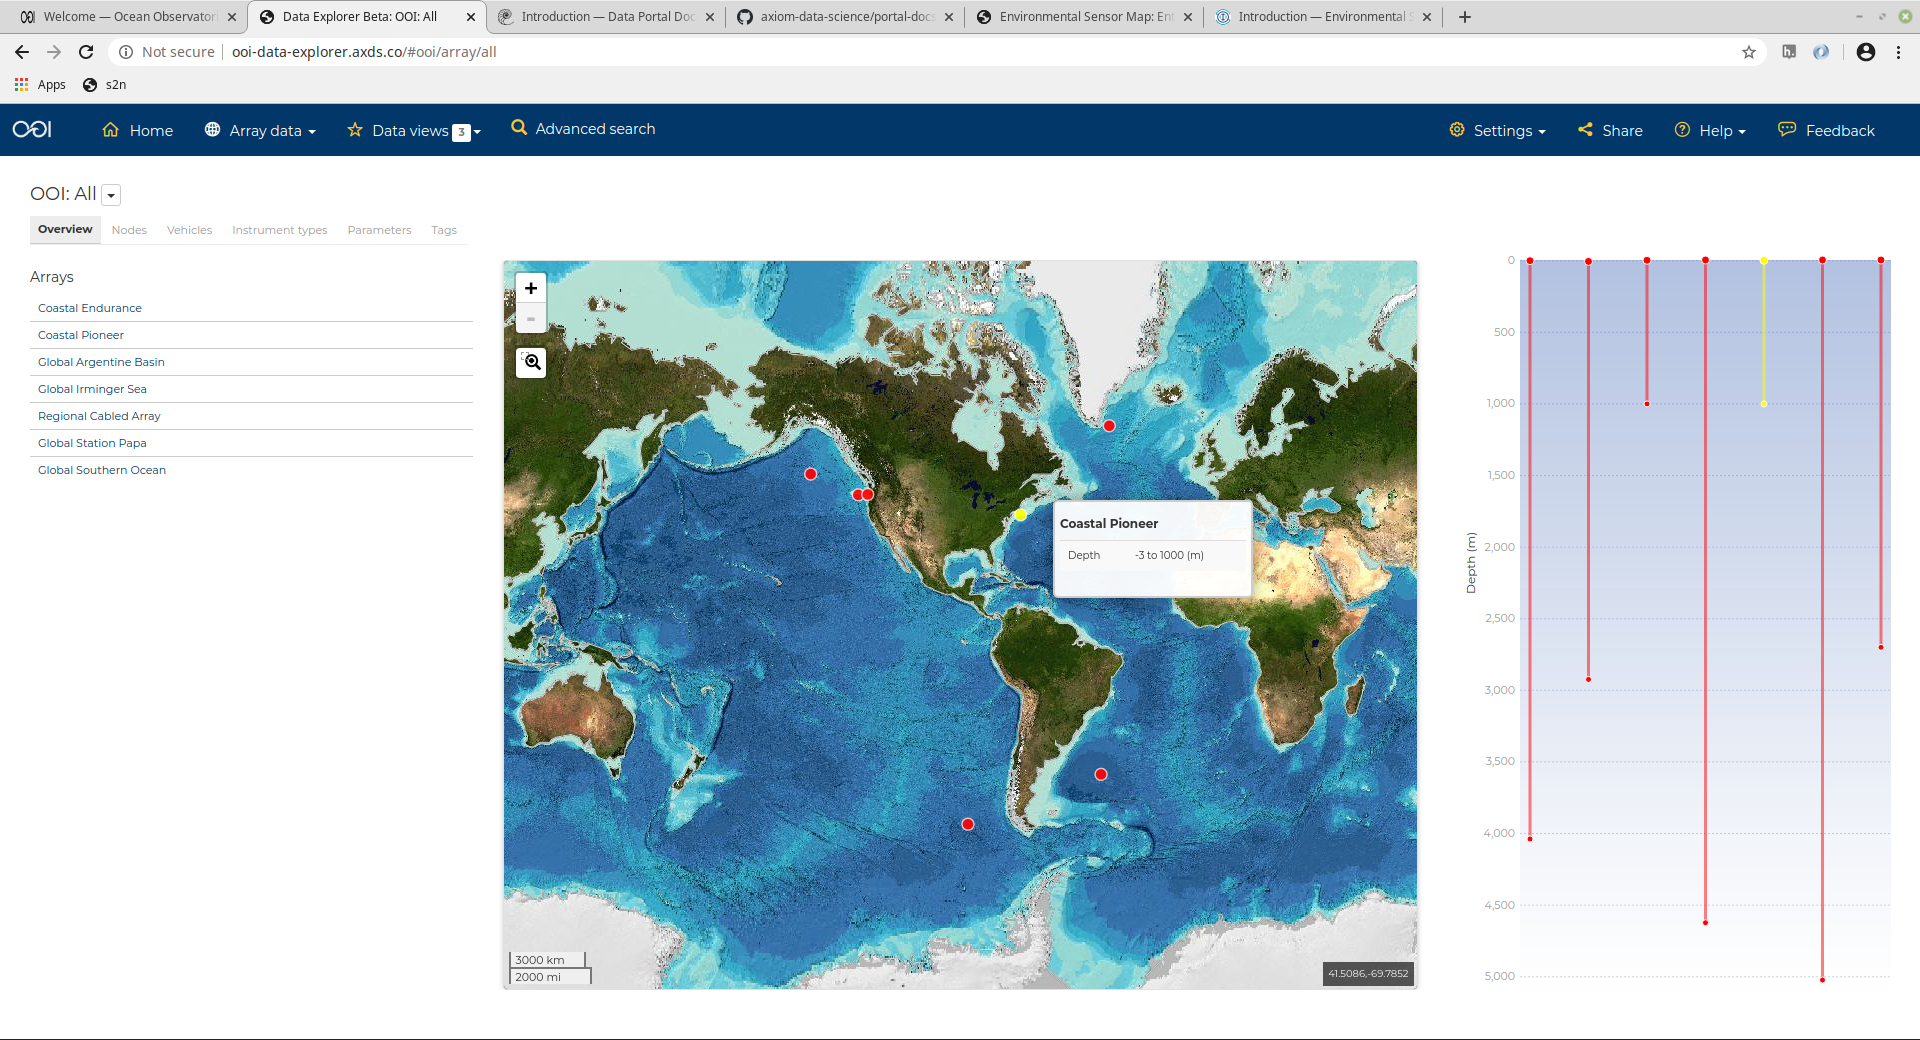 Welcome — Ocean Observator
Data Explorer Beta: OOI: All
Introduction — Data Portal Doc
axiom-data-science/portal-docs
Environmental Sensor Map: En
Introduction — Environmental S
Not secure
ooi-data-explorer.axds.co/#ooi/array/all
Apps
s2n
OOI
Home
Array data
Data views 3
Advanced search
Settings
Share
Help
Feedback
OOI: All
Overview Nodes Vehicles Instrument types Parameters Tags
Arrays
Coastal Endurance
Coastal Pioneer
Global Argentine Basin
Global Irminger Sea
Regional Cabled Array
Global Station Papa
Global Southern Ocean
+
-
Coastal Pioneer
Depth -3 to 1000 (m)
3000 km
2000 mi
41.5086,-69.7852
Depth (m)
0
500
1,000
1,500
2,000
2,500
3,000
3,500
4,000
4,500
5,000